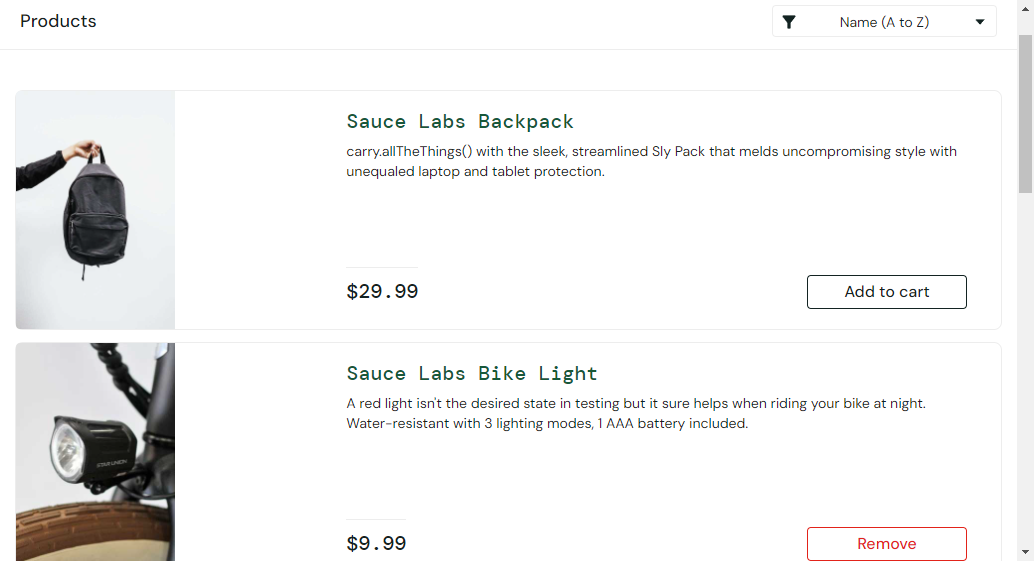 Products
Name (A to Z)
Sauce Labs Backpack
carry.allTheThings() with the sleek, streamlined Sly Pack that melds uncompromising style with
unequaled laptop and tablet protection.
$29.99
Add to cart
Sauce Labs Bike Light
A red light isn't the desired state in testing but it sure helps when riding your bike at night.
Water-resistant with 3 lighting modes, 1 AAA battery included.
$9.99
Remove